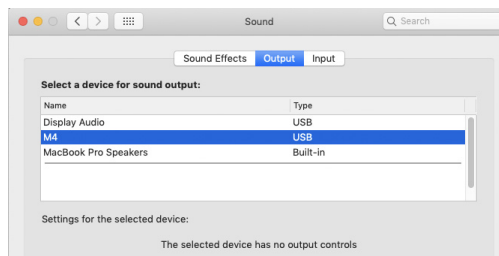 Sound
Search
Sound Effects Output Input
Select a device for sound output:
Name Type
Display Audio USB
M4 USB
MacBook Pro Speakers Built-in
Settings for the selected device:
The selected device has no output controls